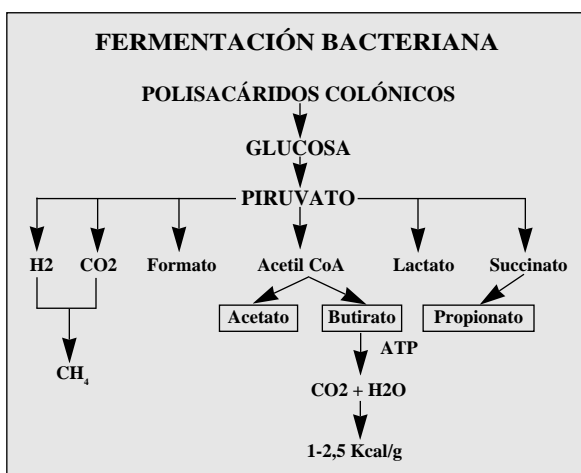 FERMENTACIÓN BACTERIANA
POLISACÁRIDOS COLÓNICOS
GLUCOSA
PIRUVATO
H2 CO2 Formato Acetil CoA Lactato Succinato
Acetato Butirato Propionato
ATP
CH₄
CO2 + H2O
1-2,5 Kcal/g